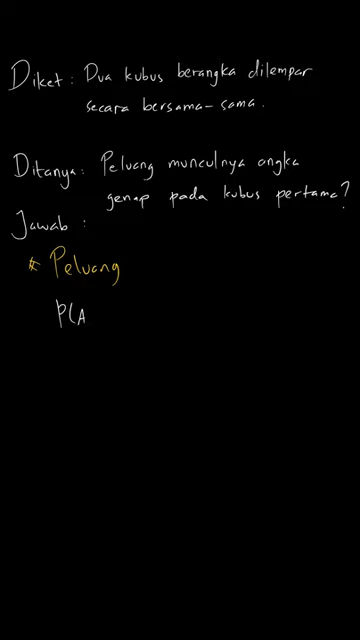 Diket : Dua kubus berangka dilempar
secara bersama-sama.
Ditanya : Peluang munculnya angka
genap pada kubus pertama?
Jawab :
* Peluang
P(A